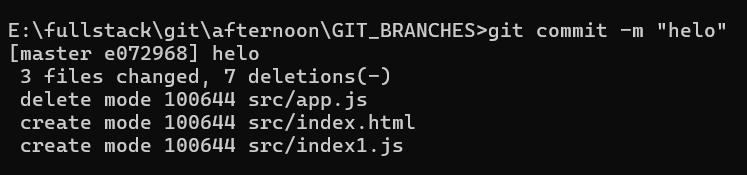 E:\fullstack\git\afternoon\GIT_BRANCHES>git commit -m "helo"
[master e072968] helo
 3 files changed, 7 deletions(-)
 delete mode 100644 src/app.js
 create mode 100644 src/index.html
 create mode 100644 src/index1.js